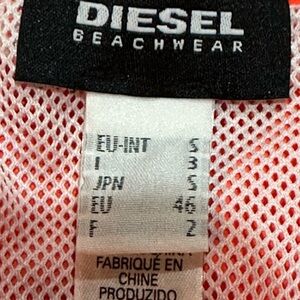 DIESEL
BEACHWEAR
EU-INT S
I 3
JPN S
EU 46
F 2
FABRIQUÉ EN
CHINE
PRODUZIDO